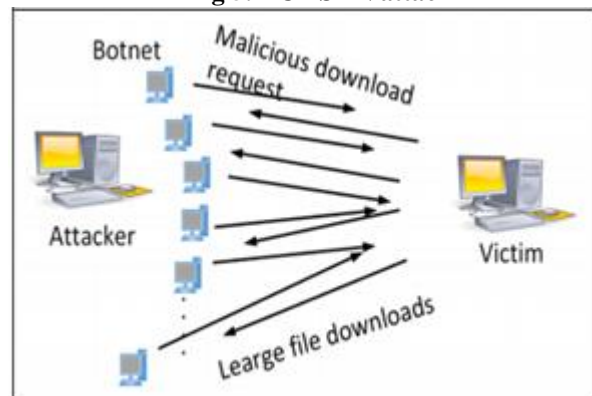 Botnet
Malicious download
request
Attacker
Victim
Learge file downloads